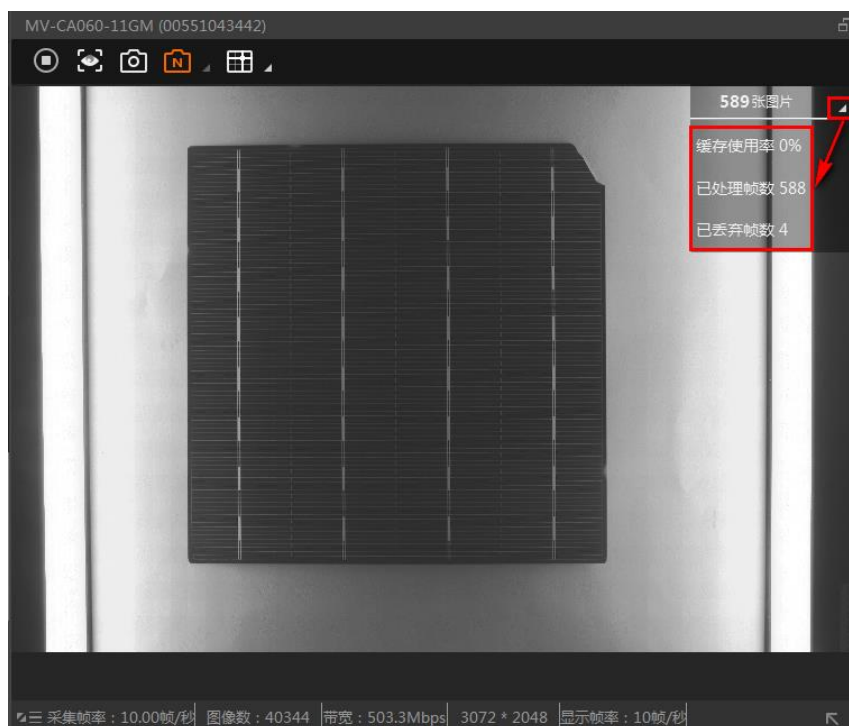 MV-CA060-11GM (00551043442)
N
589张图片
缓存使用率 0%
已处理帧数 588
已丢弃帧数 4
采集帧率：10.00帧/秒 图像数：40344 带宽：503.3Mbps 3072 * 2048 显示帧率：10帧/秒